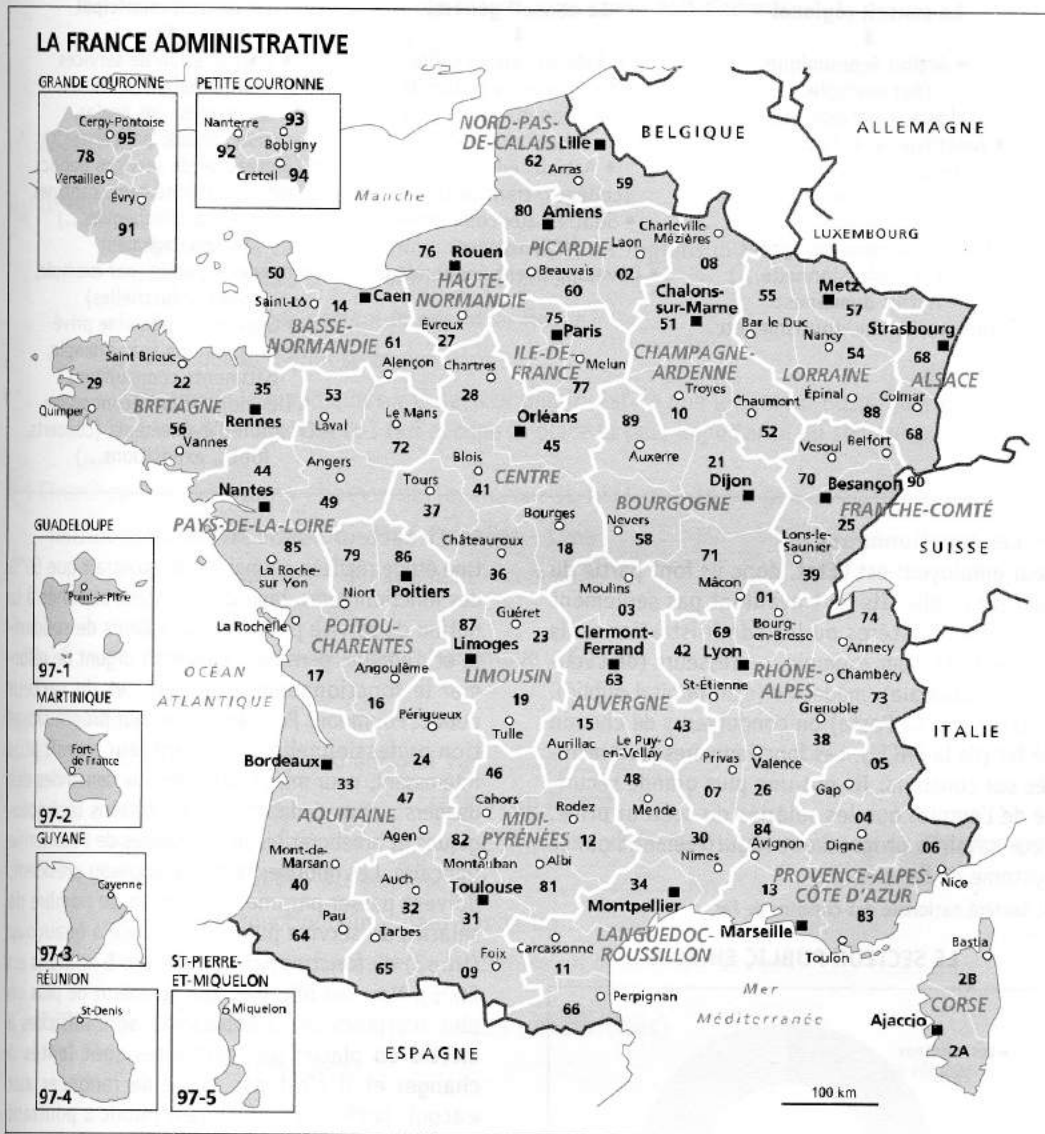 LA FRANCE ADMINISTRATIVE
GRANDE COURONNE
Cergy-Pontoise
95
78
Versailles
Évry
91
PETITE COURONNE
93
Nanterre
92
Bobigny
Créteil
94
BELGIQUE
ALLEMAGNE
LUXEMBOURG
SUISSE
ITALIE
ESPAGNE
Manche
OCÉAN
ATLANTIQUE
Mer
Méditerranée
NORD-PAS-
DE-CALAIS
Lille
62
Arras
59
80
Amiens
PICARDIE
Laon
02
Beauvais
60
Charleville
Mézières
08
76
Rouen
HAUTE-
NORMANDIE
Évreux
27
50
Saint-Lô
14
Caen
BASSE-
NORMANDIE
61
Alençon
75
Paris
ILE-DE-
FRANCE
Melun
77
Chalons-
sur-Marne
51
CHAMPAGNE-
ARDENNE
Troyes
10
Chaumont
52
55
Bar le Duc
Metz
57
Nancy
54
LORRAINE
Épinal
88
Strasbourg
68
ALSACE
Colmar
68
Saint Brieuc
22
29
Quimper
BRETAGNE
56
Vannes
35
Rennes
53
Laval
Le Mans
72
44
Nantes
Angers
49
PAYS-DE-LA-LOIRE
85
La Roche-
sur Yon
Chartres
28
Orléans
45
Blois
41
CENTRE
Tours
37
Bourges
18
Châteauroux
36
89
Auxerre
21
Dijon
BOURGOGNE
Nevers
58
71
Mâcon
Vesoul
70
Belfort
90
Besançon
FRANCHE-COMTÉ
25
Lons-le-
Saunier
39
79
Niort
86
Poitiers
La Rochelle
POITOU-
CHARENTES
17
Angoulême
16
87
Limoges
Guéret
23
LIMOUSIN
19
Tulle
Moulins
03
Clermont-
Ferrand
63
AUVERGNE
15
Aurillac
Le Puy-
en-Vellay
43
01
Bourg-
en-Bresse
74
Annecy
69
Lyon
42
St-Étienne
RHÔNE-
ALPES
Chambéry
73
Grenoble
38
Privas
07
Valence
26
Périgueux
24
Bordeaux
33
AQUITAINE
47
Agen
Mont-de-
Marsan
40
Pau
64
46
Cahors
MIDI-
PYRÉNÉES
Rodez
12
82
Montauban
Albi
81
Auch
32
Toulouse
31
Tarbes
65
Foix
09
48
Mende
30
Nimes
34
Montpellier
LANGUEDOC-
ROUSSILLON
Carcassonne
11
66
Perpignan
05
Gap
04
Digne
84
Avignon
06
Nice
PROVENCE-ALPES-
CÔTE D'AZUR
13
Marseille
83
Toulon
Bastia
2B
CORSE
Ajaccio
2A
GUADELOUPE
Point-à-Pitre
97-1
MARTINIQUE
Fort-
de-France
97-2
GUYANE
Cayenne
97-3
RÉUNION
St-Denis
97-4
ST-PIERRE-
ET-MIQUELON
Miquelon
97-5
100 km